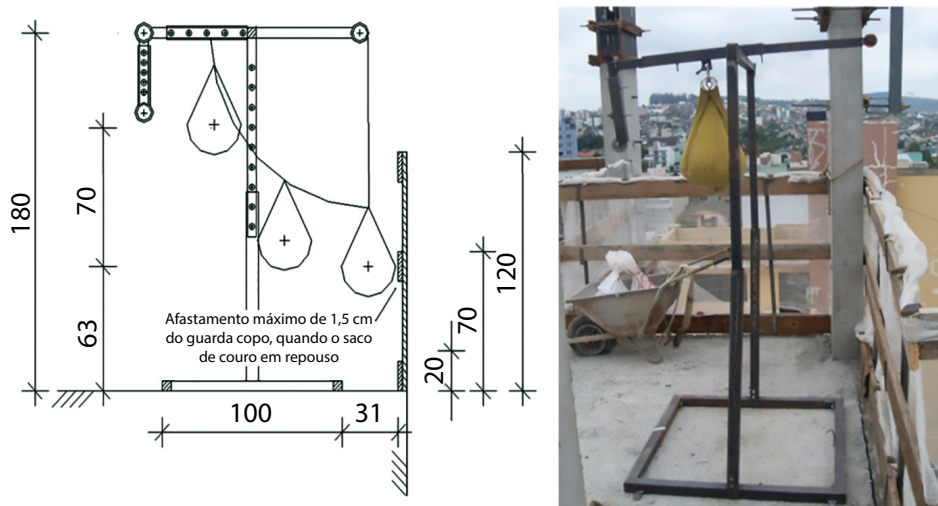 180
70
63
Afastamento máximo de 1,5 cm
do guarda copo, quando o saco
de couro em repouso
100
31
20
70
120